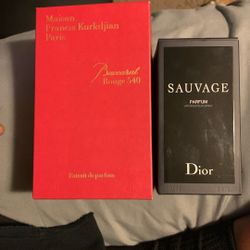 Maison
Francis Kurkdjian
Paris
Baccarat
Rouge 540
Extrait de parfum
SAUVAGE
PARFUM
Dior